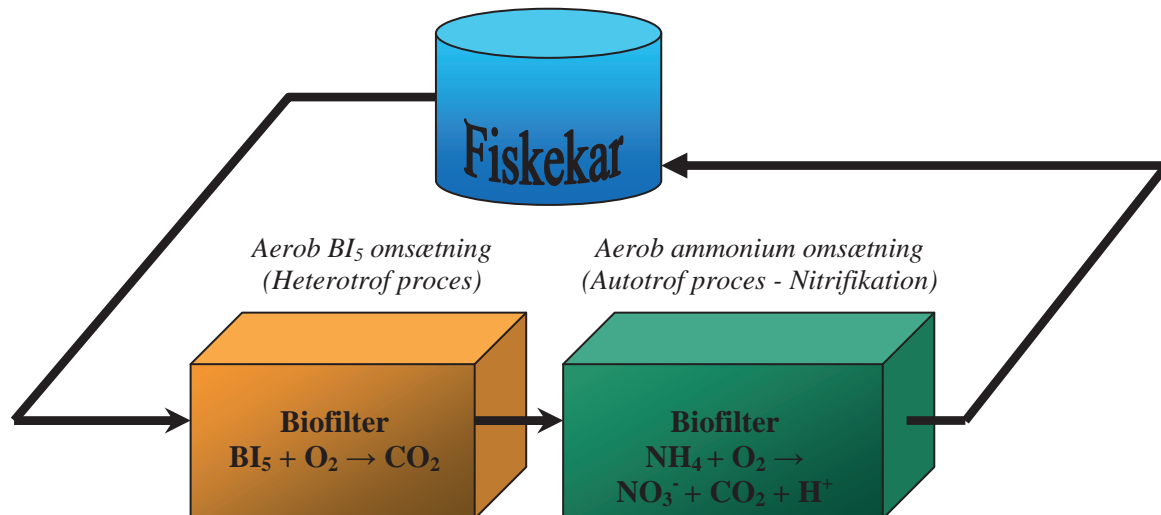 Fiskekar
Aerob BI₅ omsætning
(Heterotrof proces)
Aerob ammonium omsætning
(Autotrof proces - Nitrifikation)
Biofilter
BI₅ + O₂ → CO₂
Biofilter
NH₄ + O₂ →
NO₃⁻ + CO₂ + H⁺